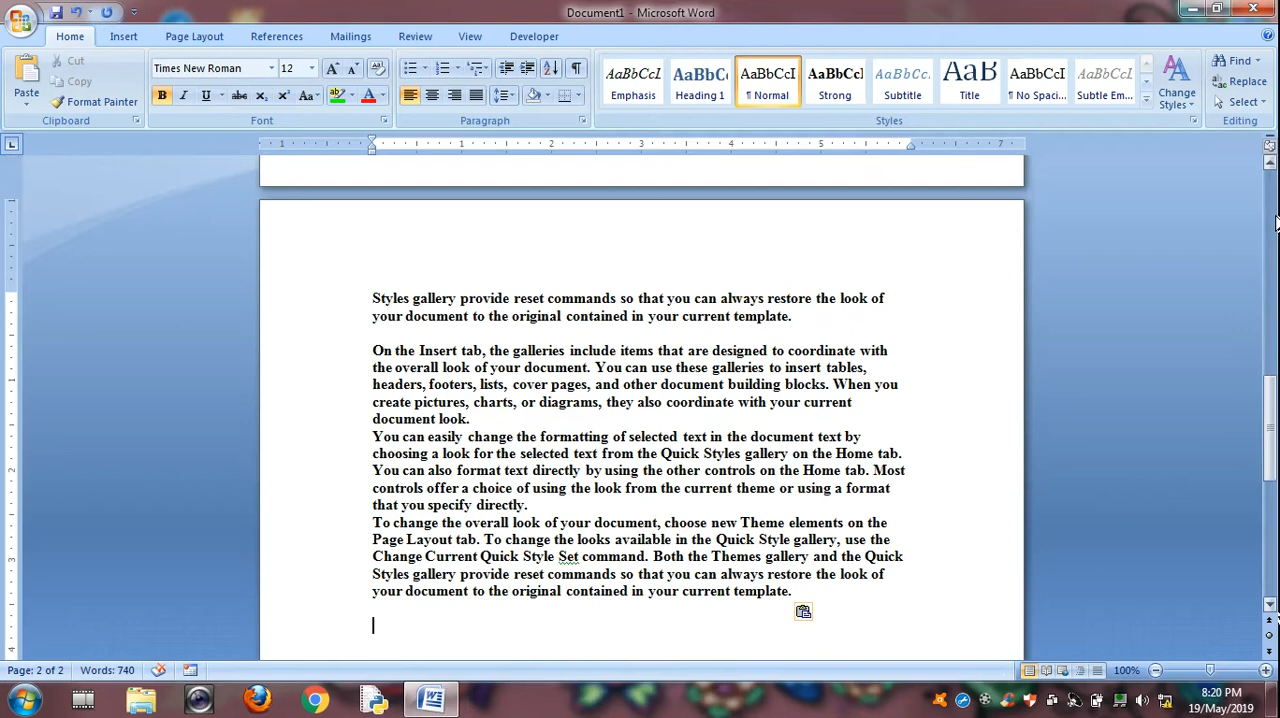 Document1 - Microsoft Word
Home Insert Page Layout References Mailings Review View Developer
Paste
Cut
Copy
Format Painter
Clipboard
Times New Roman 12
B I U abc X₂ X² Aa
A A
Font
Paragraph
AaBbCcI AaBbC AaBbCcI AaBbCc AaBbCcI AaB AaBbCcI AaBbCcI
Emphasis Heading 1 ¶ Normal Strong Subtitle Title ¶ No Spaci... Subtle Em...
Change Styles
Styles
Find
Replace
Select
Editing
1 1 2 3 4 5 7
Styles gallery provide reset commands so that you can always restore the look of
your document to the original contained in your current template.
On the Insert tab, the galleries include items that are designed to coordinate with
the overall look of your document. You can use these galleries to insert tables,
headers, footers, lists, cover pages, and other document building blocks. When you
create pictures, charts, or diagrams, they also coordinate with your current
document look.
You can easily change the formatting of selected text in the document text by
choosing a look for the selected text from the Quick Styles gallery on the Home tab.
You can also format text directly by using the other controls on the Home tab. Most
controls offer a choice of using the look from the current theme or using a format
that you specify directly.
To change the overall look of your document, choose new Theme elements on the
Page Layout tab. To change the looks available in the Quick Style gallery, use the
Change Current Quick Style Set command. Both the Themes gallery and the Quick
Styles gallery provide reset commands so that you can always restore the look of
your document to the original contained in your current template.
Page: 2 of 2 Words: 740 100%
8:20 PM
19/May/2019